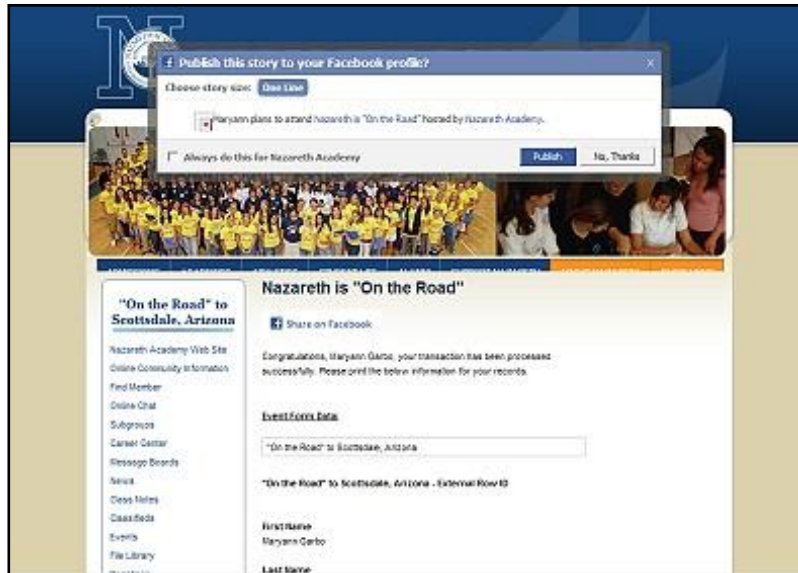 Publish this story to your Facebook profile? X
Choose story size: One Line
Maryann plans to attend Nazareth is "On the Road" hosted by Nazareth Academy.
Always do this for Nazareth Academy
Publish No, Thanks
Nazareth is "On the Road"
Share on Facebook
Congratulations, Maryann Garbo, your transaction has been processed
successfully. Please print the below information for your records.
Event Form Data:
"On the Road" to Scottsdale, Arizona
"On the Road" to Scottsdale, Arizona - External Row ID
First Name
Maryann Garbo
Last Name
"On the Road" to
Scottsdale, Arizona
Nazareth Academy Web Site
Online Community Information
Find Member
Online Chat
Subgroups
Career Center
Message Boards
News
Class Notes
Classifieds
Events
File Library